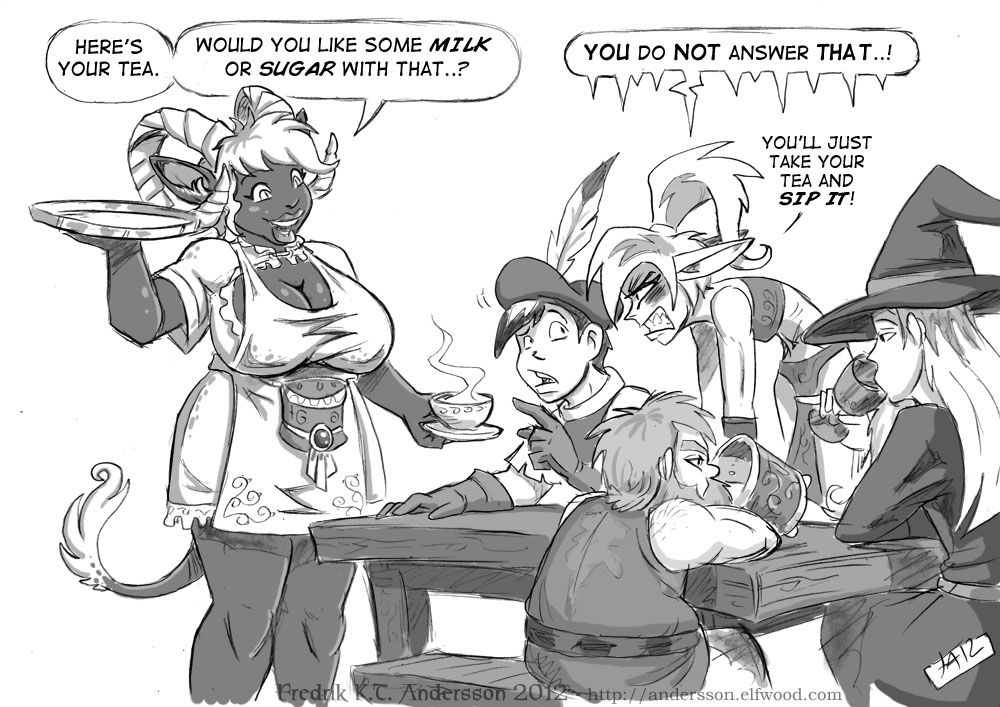 HERE'S
YOUR TEA.
WOULD YOU LIKE SOME MILK
OR SUGAR WITH THAT..?
YOU DO NOT ANSWER THAT..!
YOU'LL JUST
TAKE YOUR
TEA AND
SIP IT!
FA12
Fredrik K.T. Andersson 2012 - http://andersson.elfwood.com